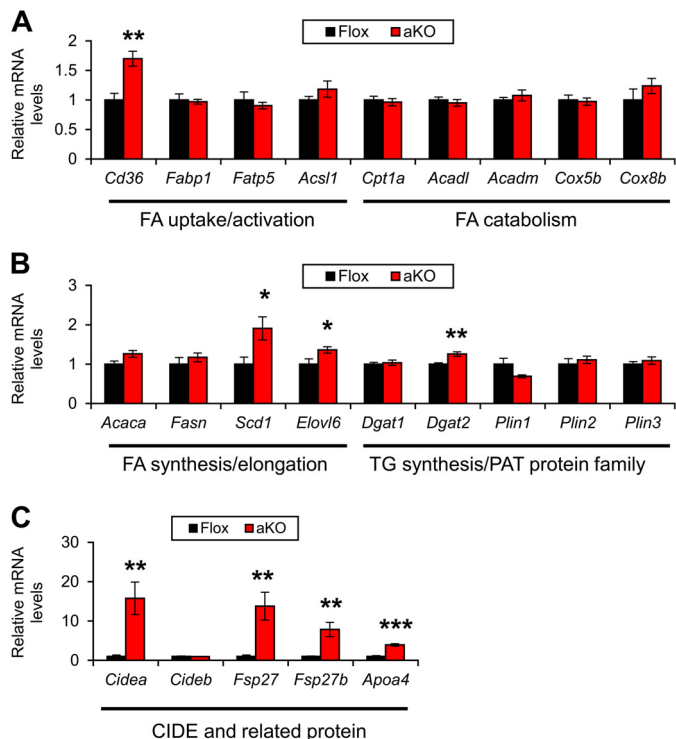 A
Flox aKO
Relative mRNA
levels
2
1.5
1
0.5
0
**
Cd36 Fabp1 Fatp5 Acsl1 Cpt1a Acadl Acadm Cox5b Cox8b
FA uptake/activation FA catabolism
B
Flox aKO
Relative mRNA
levels
3
2
1
0
* * **
Acaca Fasn Scd1 Elovl6 Dgat1 Dgat2 Plin1 Plin2 Plin3
FA synthesis/elongation TG synthesis/PAT protein family
C
Flox aKO
Relative mRNA
levels
30
20
10
0
** ** ** ***
Cidea Cideb Fsp27 Fsp27b Apoa4
CIDE and related protein